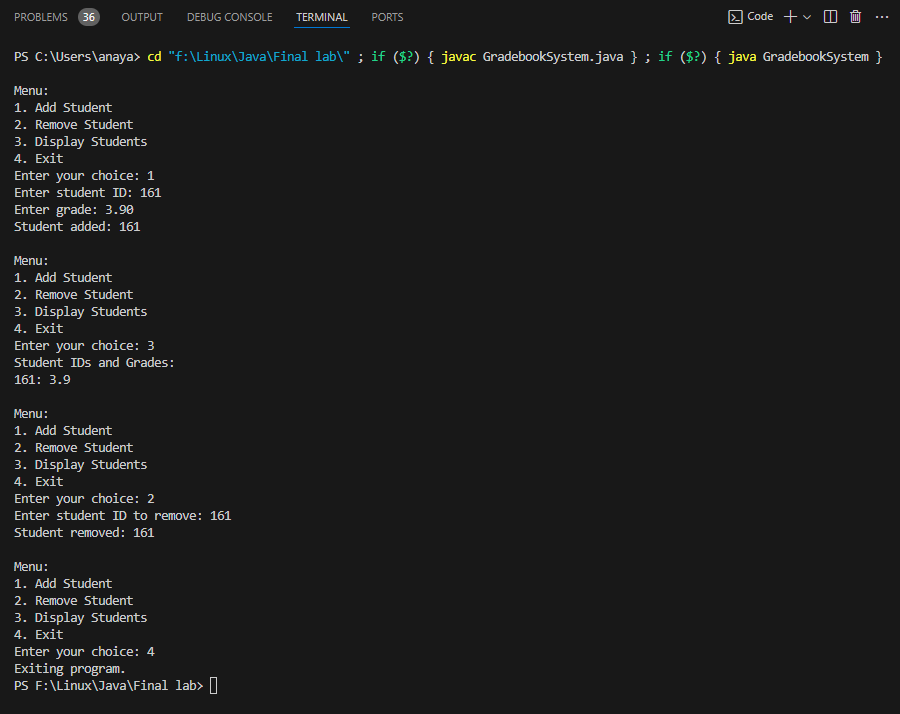 PROBLEMS 36 OUTPUT DEBUG CONSOLE TERMINAL PORTS Code
PS C:\Users\anaya> cd "f:\Linux\Java\Final lab\" ; if ($?) { javac GradebookSystem.java } ; if ($?) { java GradebookSystem }
Menu:
1. Add Student
2. Remove Student
3. Display Students
4. Exit
Enter your choice: 1
Enter student ID: 161
Enter grade: 3.90
Student added: 161
Menu:
1. Add Student
2. Remove Student
3. Display Students
4. Exit
Enter your choice: 3
Student IDs and Grades:
161: 3.9
Menu:
1. Add Student
2. Remove Student
3. Display Students
4. Exit
Enter your choice: 2
Enter student ID to remove: 161
Student removed: 161
Menu:
1. Add Student
2. Remove Student
3. Display Students
4. Exit
Enter your choice: 4
Exiting program.
PS F:\Linux\Java\Final lab>